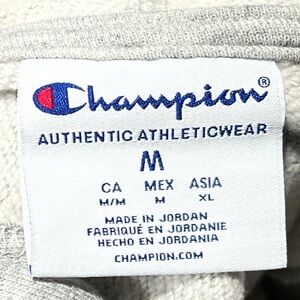 Champion®
AUTHENTIC ATHLETICWEAR
M
CA MEX ASIA
M/M M XL
MADE IN JORDAN
FABRIQUÉ EN JORDANIE
HECHO EN JORDANIA
CHAMPION.COM